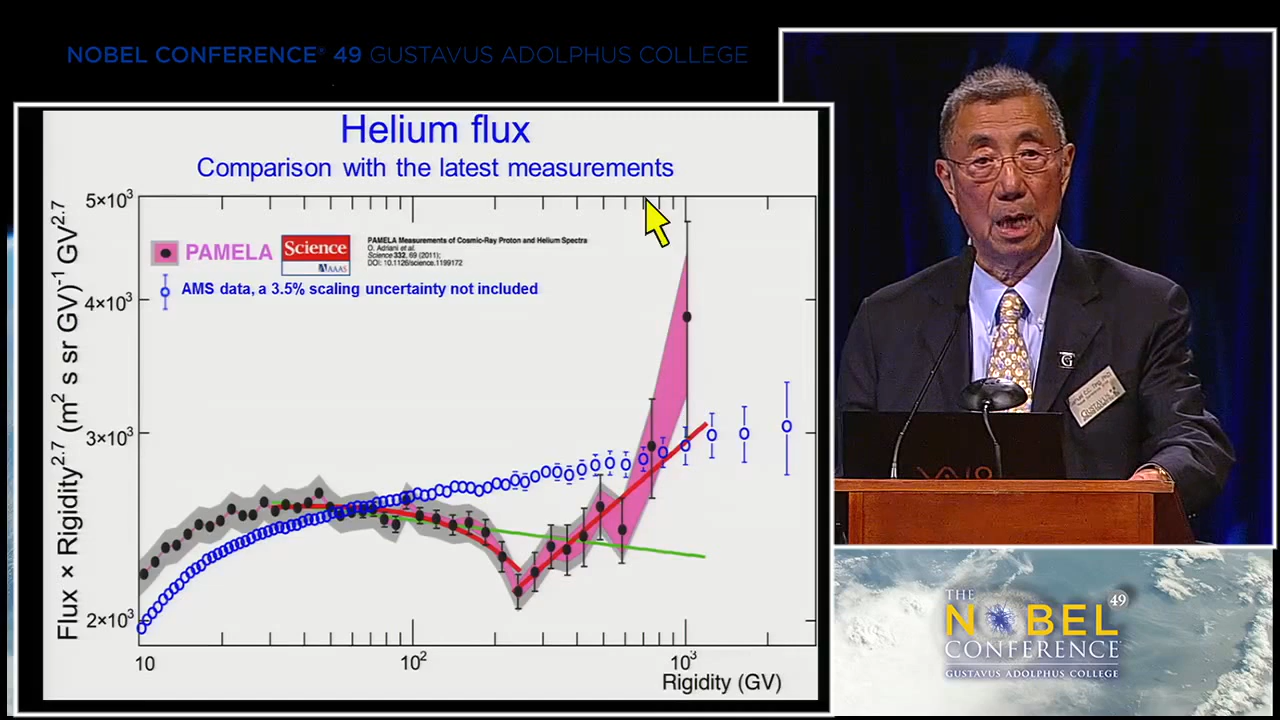 NOBEL CONFERENCE® 49 GUSTAVUS ADOLPHUS COLLEGE
Helium flux
Comparison with the latest measurements
Flux × Rigidity^2.7 (m² s sr GV)^-1 GV^2.7
5×10³
4×10³
3×10³
2×10³
PAMELA
Science
AAAS
PAMELA Measurements of Cosmic-Ray Proton and Helium Spectra
O. Adriani et al.
Science 332, 69 (2011);
DOI: 10.1126/science.1199172
AMS data, a 3.5% scaling uncertainty not included
10
10²
10³
Rigidity (GV)
G
GUSTAVUS
VAIO
THE
NOBEL
49
CONFERENCE
GUSTAVUS ADOLPHUS COLLEGE